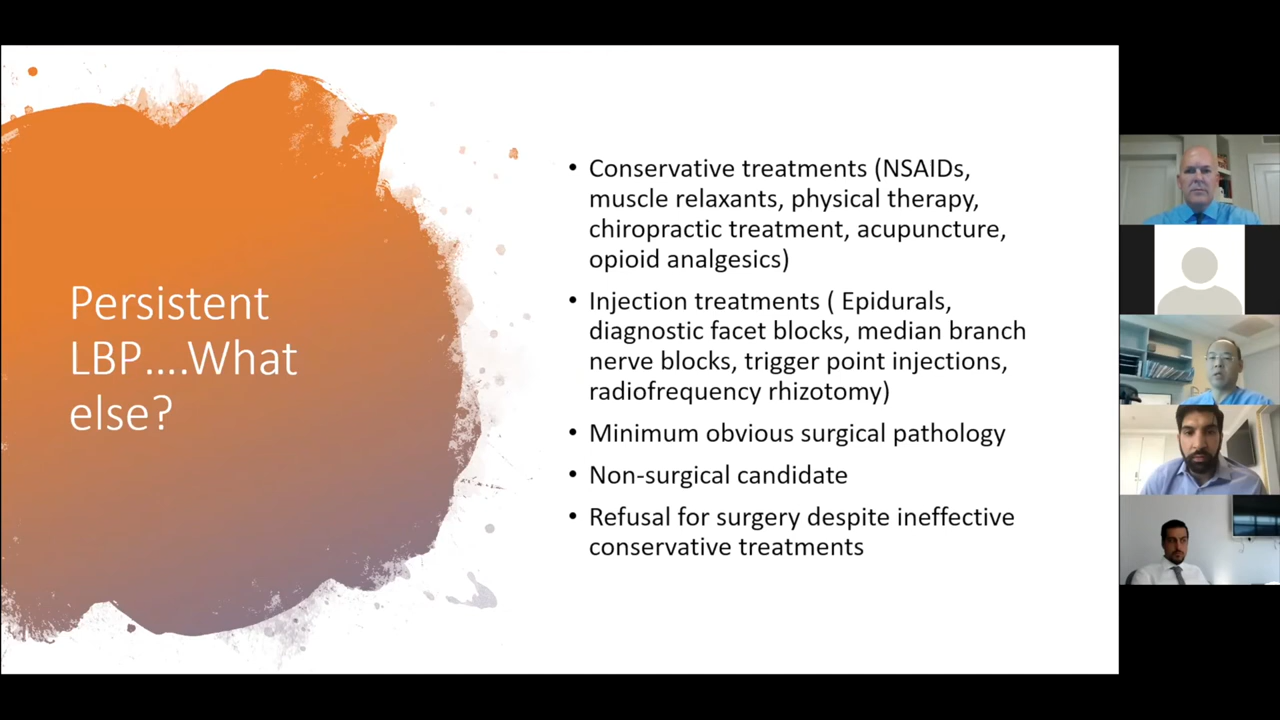 Persistent
LBP....What
else?
• Conservative treatments (NSAIDs,
muscle relaxants, physical therapy,
chiropractic treatment, acupuncture,
opioid analgesics)
• Injection treatments ( Epidurals,
diagnostic facet blocks, median branch
nerve blocks, trigger point injections,
radiofrequency rhizotomy)
• Minimum obvious surgical pathology
• Non-surgical candidate
• Refusal for surgery despite ineffective
conservative treatments